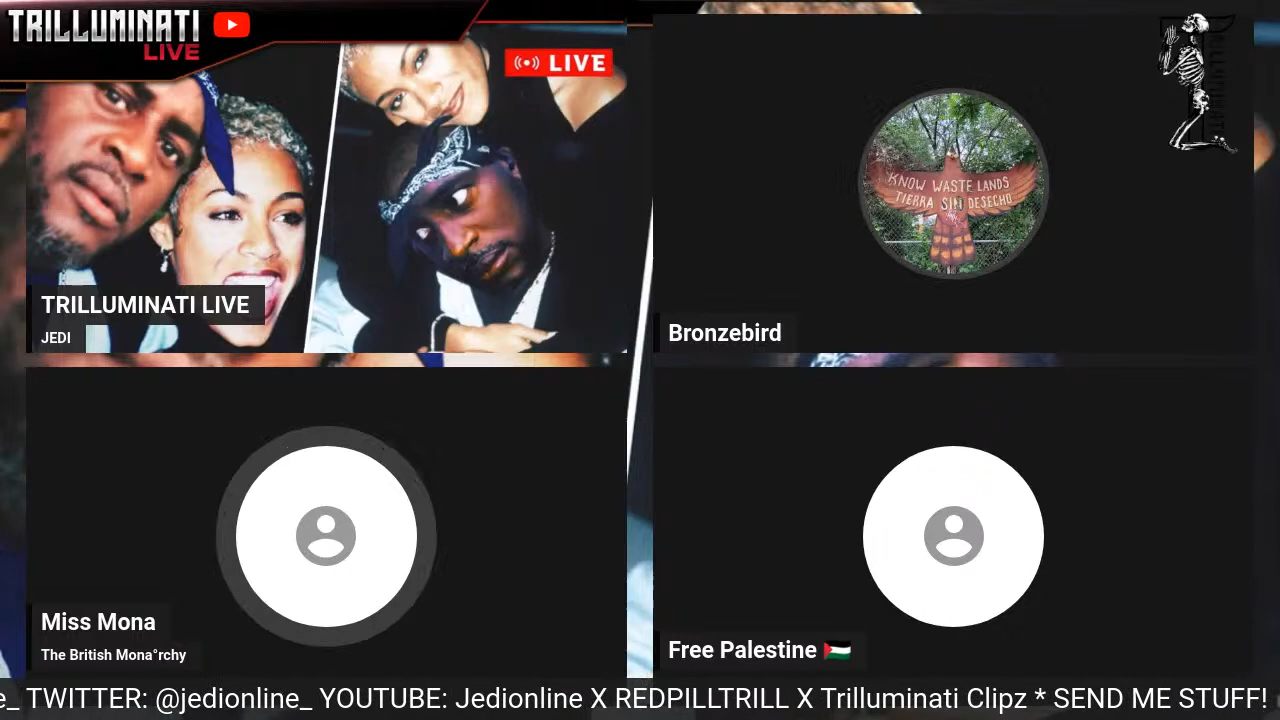 TRILLUMINATI
LIVE
LIVE
TRILLUMINATI LIVE
JEDI
KNOW WASTE LANDS
TIERRA SIN DESECHO
Bronzebird
Miss Mona
The British Mona°rchy
Free Palestine 🇵🇸
e_ TWITTER: @jedionline_ YOUTUBE: Jedionline X REDPILLTRILL X Trilluminati Clipz * SEND ME STUFF!